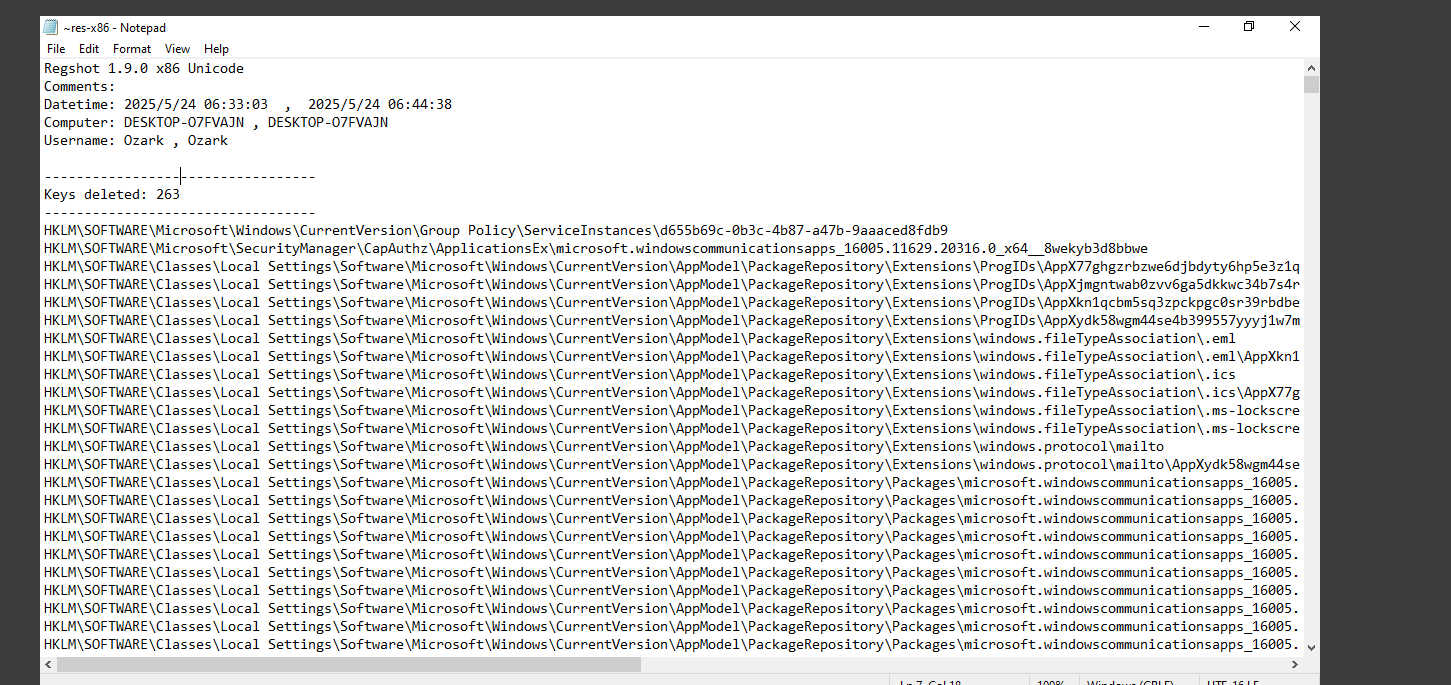 ~res-x86 - Notepad
File Edit Format View Help
Regshot 1.9.0 x86 Unicode
Comments:
Datetime: 2025/5/24 06:33:03  ,  2025/5/24 06:44:38
Computer: DESKTOP-O7FVAJN , DESKTOP-O7FVAJN
Username: Ozark , Ozark
----------------------------------
Keys deleted: 263
----------------------------------
HKLM\SOFTWARE\Microsoft\Windows\CurrentVersion\Group Policy\ServiceInstances\d655b69c-0b3c-4b87-a47b-9aaaced8fdb9
HKLM\SOFTWARE\Microsoft\SecurityManager\CapAuthz\ApplicationsEx\microsoft.windowscommunicationsapps_16005.11629.20316.0_x64__8wekyb3d8bbwe
HKLM\SOFTWARE\Classes\Local Settings\Software\Microsoft\Windows\CurrentVersion\AppModel\PackageRepository\Extensions\ProgIDs\AppX77ghgzrbzwe6djbdyty6hp5e3z1q
HKLM\SOFTWARE\Classes\Local Settings\Software\Microsoft\Windows\CurrentVersion\AppModel\PackageRepository\Extensions\ProgIDs\AppXjmgntwab0zvv6ga5dkkwc34b7s4r
HKLM\SOFTWARE\Classes\Local Settings\Software\Microsoft\Windows\CurrentVersion\AppModel\PackageRepository\Extensions\ProgIDs\AppXkn1qcbm5sq3zpckpgc0sr39rbdbe
HKLM\SOFTWARE\Classes\Local Settings\Software\Microsoft\Windows\CurrentVersion\AppModel\PackageRepository\Extensions\ProgIDs\AppXydk58wgm44se4b399557yyyj1w7m
HKLM\SOFTWARE\Classes\Local Settings\Software\Microsoft\Windows\CurrentVersion\AppModel\PackageRepository\Extensions\windows.fileTypeAssociation\.eml
HKLM\SOFTWARE\Classes\Local Settings\Software\Microsoft\Windows\CurrentVersion\AppModel\PackageRepository\Extensions\windows.fileTypeAssociation\.eml\AppXkn1
HKLM\SOFTWARE\Classes\Local Settings\Software\Microsoft\Windows\CurrentVersion\AppModel\PackageRepository\Extensions\windows.fileTypeAssociation\.ics
HKLM\SOFTWARE\Classes\Local Settings\Software\Microsoft\Windows\CurrentVersion\AppModel\PackageRepository\Extensions\windows.fileTypeAssociation\.ics\AppX77g
HKLM\SOFTWARE\Classes\Local Settings\Software\Microsoft\Windows\CurrentVersion\AppModel\PackageRepository\Extensions\windows.fileTypeAssociation\.ms-lockscre
HKLM\SOFTWARE\Classes\Local Settings\Software\Microsoft\Windows\CurrentVersion\AppModel\PackageRepository\Extensions\windows.fileTypeAssociation\.ms-lockscre
HKLM\SOFTWARE\Classes\Local Settings\Software\Microsoft\Windows\CurrentVersion\AppModel\PackageRepository\Extensions\windows.protocol\mailto
HKLM\SOFTWARE\Classes\Local Settings\Software\Microsoft\Windows\CurrentVersion\AppModel\PackageRepository\Extensions\windows.protocol\mailto\AppXydk58wgm44se
HKLM\SOFTWARE\Classes\Local Settings\Software\Microsoft\Windows\CurrentVersion\AppModel\PackageRepository\Packages\microsoft.windowscommunicationsapps_16005.
HKLM\SOFTWARE\Classes\Local Settings\Software\Microsoft\Windows\CurrentVersion\AppModel\PackageRepository\Packages\microsoft.windowscommunicationsapps_16005.
HKLM\SOFTWARE\Classes\Local Settings\Software\Microsoft\Windows\CurrentVersion\AppModel\PackageRepository\Packages\microsoft.windowscommunicationsapps_16005.
HKLM\SOFTWARE\Classes\Local Settings\Software\Microsoft\Windows\CurrentVersion\AppModel\PackageRepository\Packages\microsoft.windowscommunicationsapps_16005.
HKLM\SOFTWARE\Classes\Local Settings\Software\Microsoft\Windows\CurrentVersion\AppModel\PackageRepository\Packages\microsoft.windowscommunicationsapps_16005.
HKLM\SOFTWARE\Classes\Local Settings\Software\Microsoft\Windows\CurrentVersion\AppModel\PackageRepository\Packages\microsoft.windowscommunicationsapps_16005.
HKLM\SOFTWARE\Classes\Local Settings\Software\Microsoft\Windows\CurrentVersion\AppModel\PackageRepository\Packages\microsoft.windowscommunicationsapps_16005.
HKLM\SOFTWARE\Classes\Local Settings\Software\Microsoft\Windows\CurrentVersion\AppModel\PackageRepository\Packages\microsoft.windowscommunicationsapps_16005.
HKLM\SOFTWARE\Classes\Local Settings\Software\Microsoft\Windows\CurrentVersion\AppModel\PackageRepository\Packages\microsoft.windowscommunicationsapps_16005.
HKLM\SOFTWARE\Classes\Local Settings\Software\Microsoft\Windows\CurrentVersion\AppModel\PackageRepository\Packages\microsoft.windowscommunicationsapps_16005.
Ln 7, Col 18 100% Windows (CRLF) UTF-16 LE